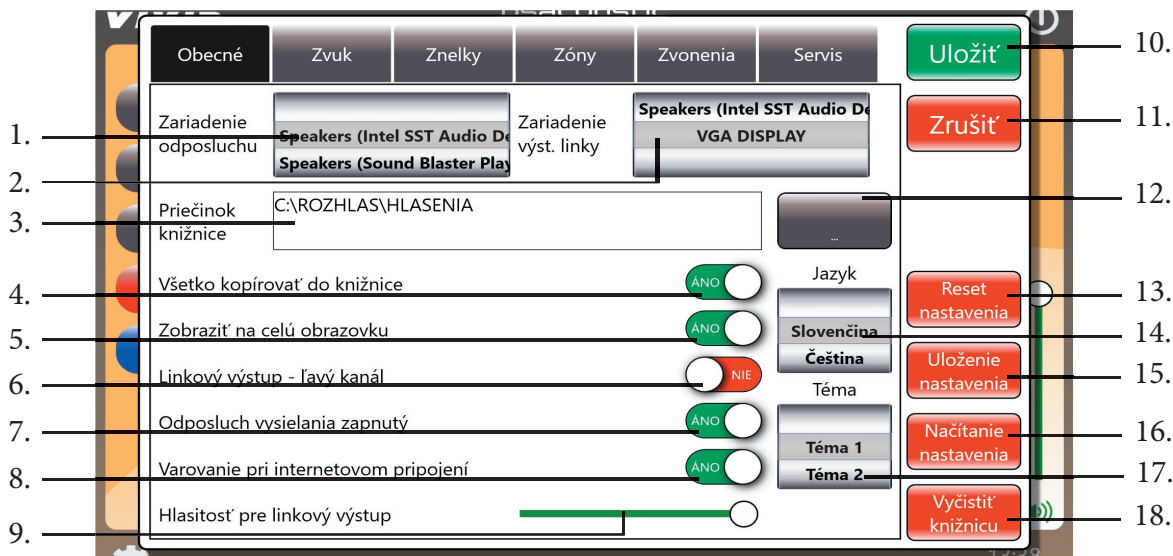 Obecné
Zvuk
Znelky
Zóny
Zvonenia
Servis
Uložiť
10.
Zariadenie
odposluchu
Speakers (Intel SST Audio De
Speakers (Sound Blaster Play
Zariadenie
výst. linky
Speakers (Intel SST Audio De
VGA DISPLAY
Zrušiť
11.
1.
2.
Priečinok
knižnice
C:\ROZHLAS\HLASENIA
...
12.
3.
Všetko kopírovať do knižnice
ÁNO
4.
Jazyk
Slovenčina
Čeština
Reset
nastavenia
13.
14.
Zobraziť na celú obrazovku
ÁNO
5.
Linkový výstup - ľavý kanál
NIE
6.
Uloženie
nastavenia
15.
Téma
Téma 1
Téma 2
Odposluch vysielania zapnutý
ÁNO
7.
Načítanie
nastavenia
16.
17.
Varovanie pri internetovom pripojení
ÁNO
8.
Hlasitosť pre linkový výstup
9.
Vyčistiť
knižnicu
18.